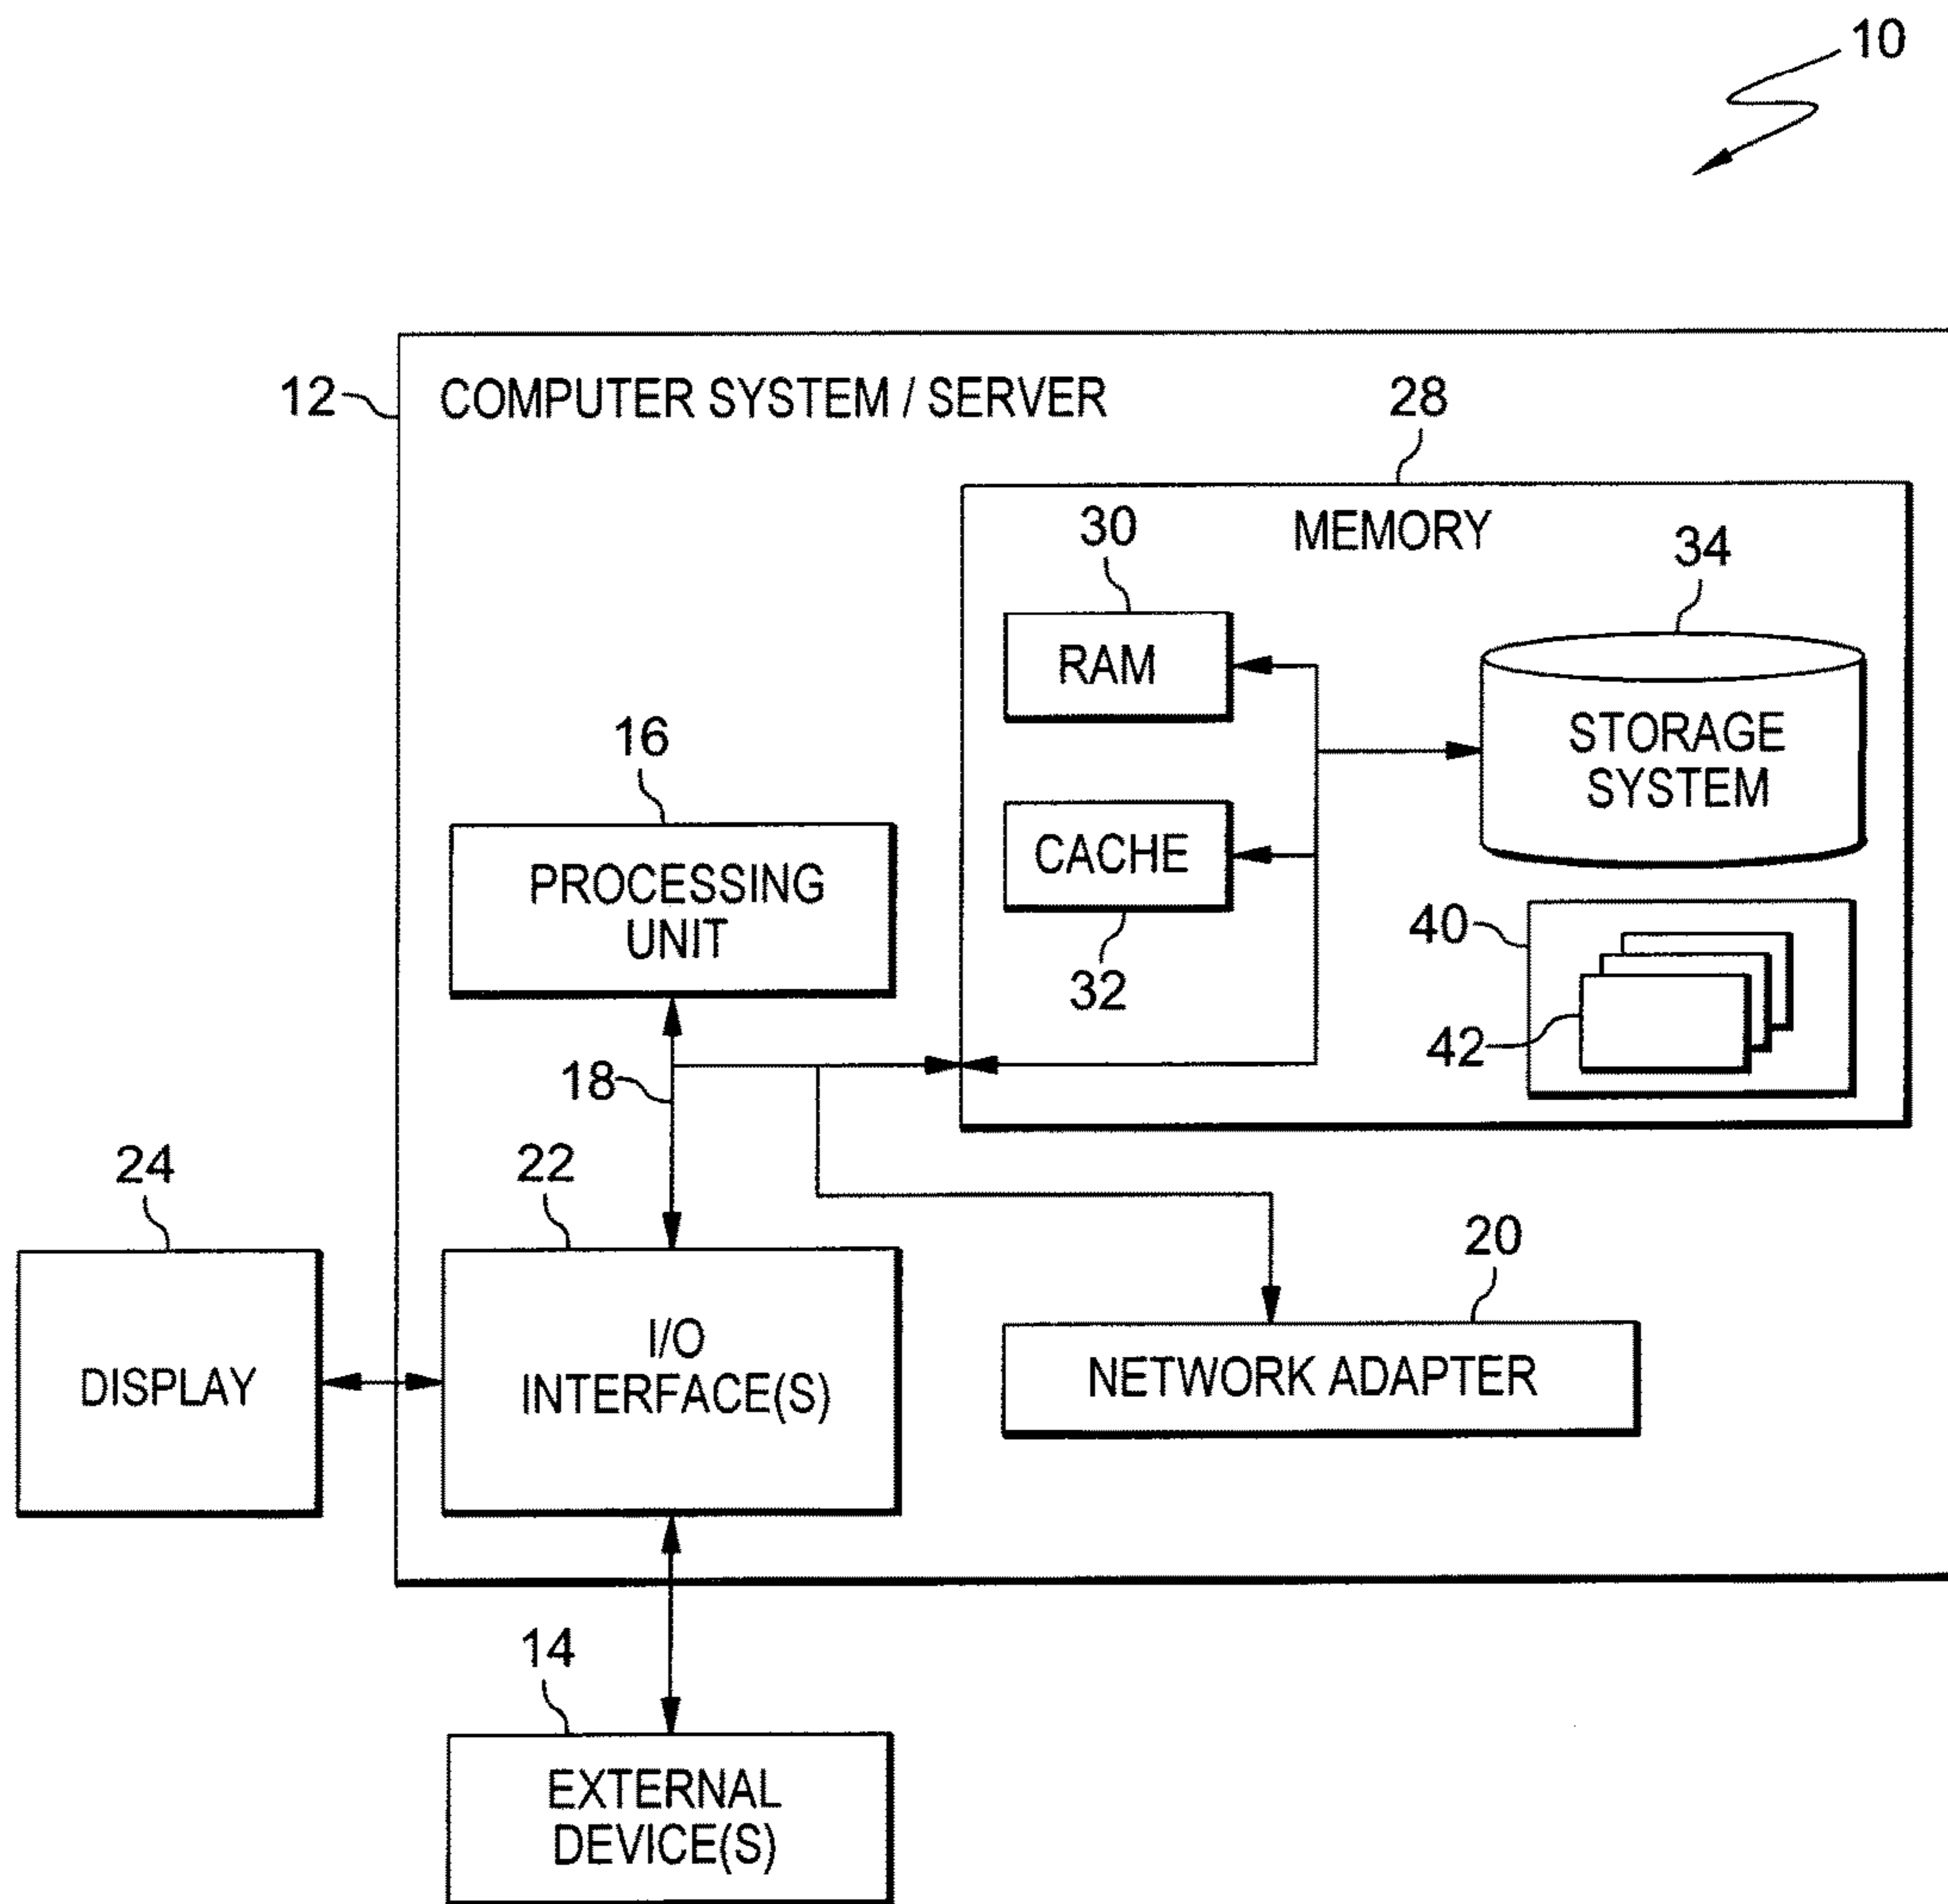 10
12
COMPUTER SYSTEM / SERVER
28
MEMORY
30
RAM
34
STORAGE
SYSTEM
16
PROCESSING
UNIT
CACHE
32
40
42
18
24
DISPLAY
22
I/O
INTERFACE(S)
20
NETWORK ADAPTER
14
EXTERNAL
DEVICE(S)